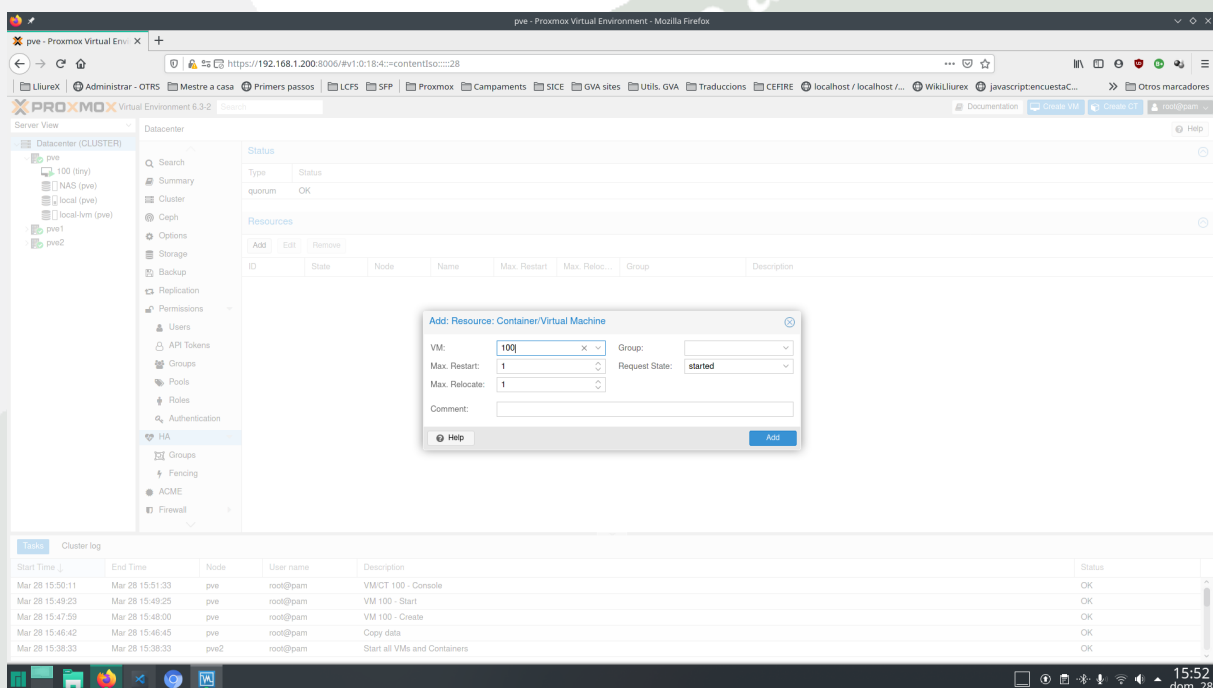 pve - Proxmox Virtual Environment - Mozilla Firefox
pve - Proxmox Virtual Envi
https://192.168.1.200:8006/#v1:0:18:4::=contentIso:::::28
LliureX Administrar - OTRS Mestre a casa Primers passos LCFS SFP Proxmox Campaments SICE GVA sites Utils. GVA Traduccions CEFIRE localhost / localhost /... WikiLliurex javascript:encuestaC... Otros marcadores
PROXMOX Virtual Environment 6.3-2 Search Documentation Create VM Create CT root@pam
Server View
Datacenter (CLUSTER)
pve
100 (tiny)
NAS (pve)
local (pve)
local-lvm (pve)
pve1
pve2
Datacenter Help
Search
Summary
Cluster
Ceph
Options
Storage
Backup
Replication
Permissions
Users
API Tokens
Groups
Pools
Roles
Authentication
HA
Groups
Fencing
ACME
Firewall
Status
Type Status
quorum OK
Resources
Add Edit Remove
ID State Node Name Max. Restart Max. Reloc... Group Description
Add: Resource: Container/Virtual Machine
VM: 100 Group:
Max. Restart: 1 Request State: started
Max. Relocate: 1
Comment:
Help Add
Tasks Cluster log
Start Time End Time Node User name Description Status
Mar 28 15:50:11 Mar 28 15:51:33 pve root@pam VM/CT 100 - Console OK
Mar 28 15:49:23 Mar 28 15:49:25 pve root@pam VM 100 - Start OK
Mar 28 15:47:59 Mar 28 15:48:00 pve root@pam VM 100 - Create OK
Mar 28 15:46:42 Mar 28 15:46:45 pve root@pam Copy data OK
Mar 28 15:38:33 Mar 28 15:38:33 pve2 root@pam Start all VMs and Containers OK
15:52
dom. 28